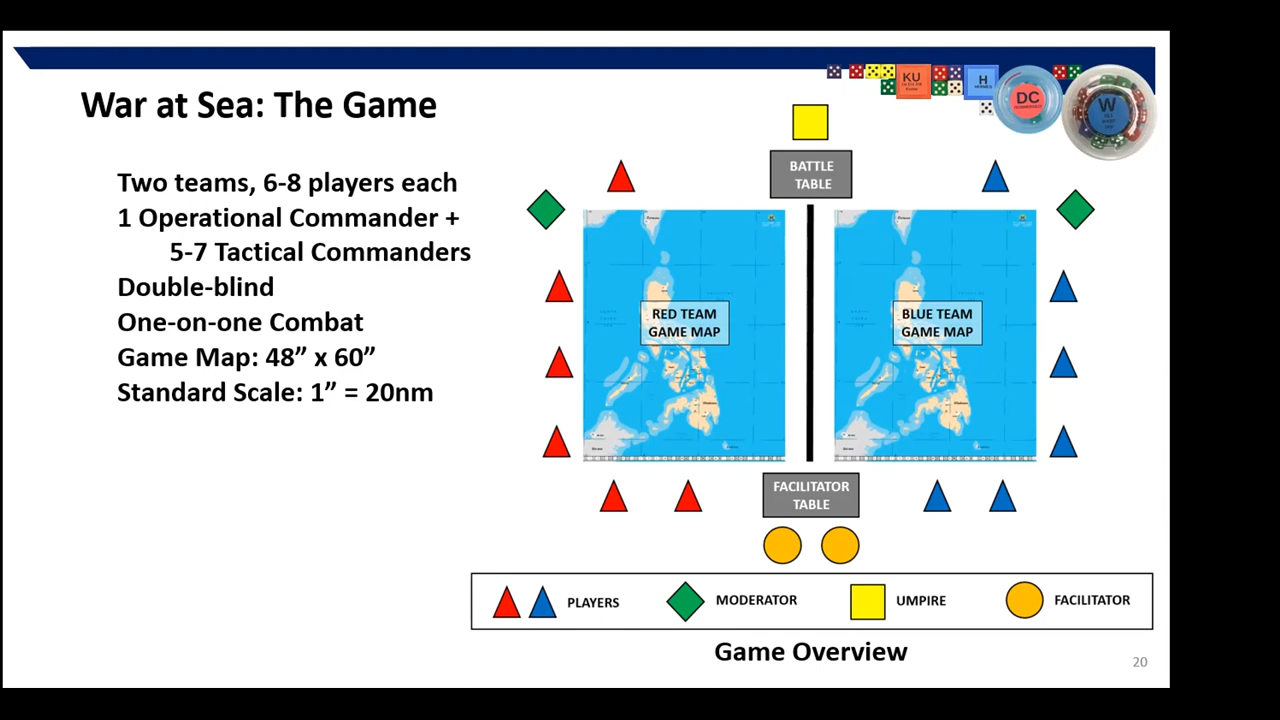 War at Sea: The Game
KU
H
DC
W
BATTLE
TABLE
Two teams, 6-8 players each
1 Operational Commander +
5-7 Tactical Commanders
Double-blind
One-on-one Combat
Game Map: 48” x 60”
Standard Scale: 1” = 20nm
RED TEAM
GAME MAP
BLUE TEAM
GAME MAP
FACILITATOR
TABLE
PLAYERS
MODERATOR
UMPIRE
FACILITATOR
Game Overview
20